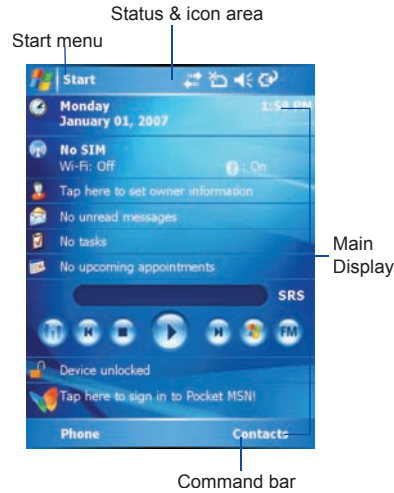 Status & icon area
Start menu
Start
Monday 1:58 PM
January 01, 2007
No SIM
Wi-Fi: Off : On
Tap here to set owner information
No unread messages
No tasks
No upcoming appointments
Main
Display
SRS
FM
Device unlocked
Tap here to sign in to Pocket MSN!
Phone Contacts
Command bar